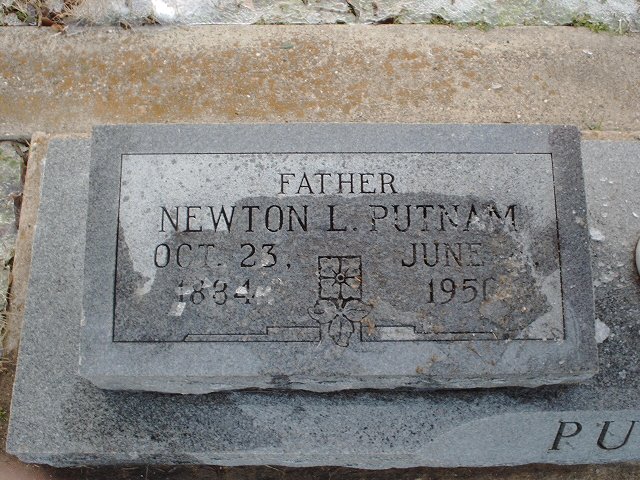 FATHER
NEWTON L. PUTNAM
OCT. 23, JUNE
1884 1950
PU